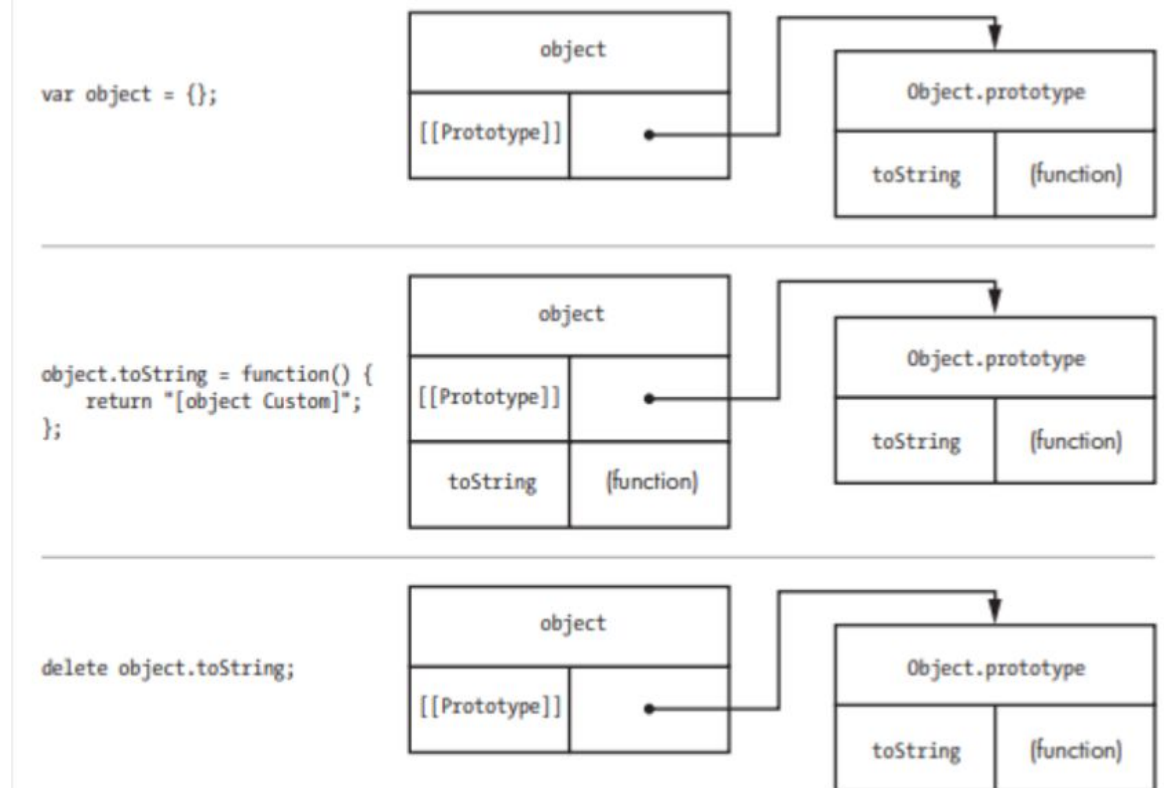 var object = {};
object
[[Prototype]]
Object.prototype
toString (function)
object.toString = function() {
return "[object Custom]";
};
object
[[Prototype]]
toString (function)
Object.prototype
toString (function)
delete object.toString;
object
[[Prototype]]
Object.prototype
toString (function)